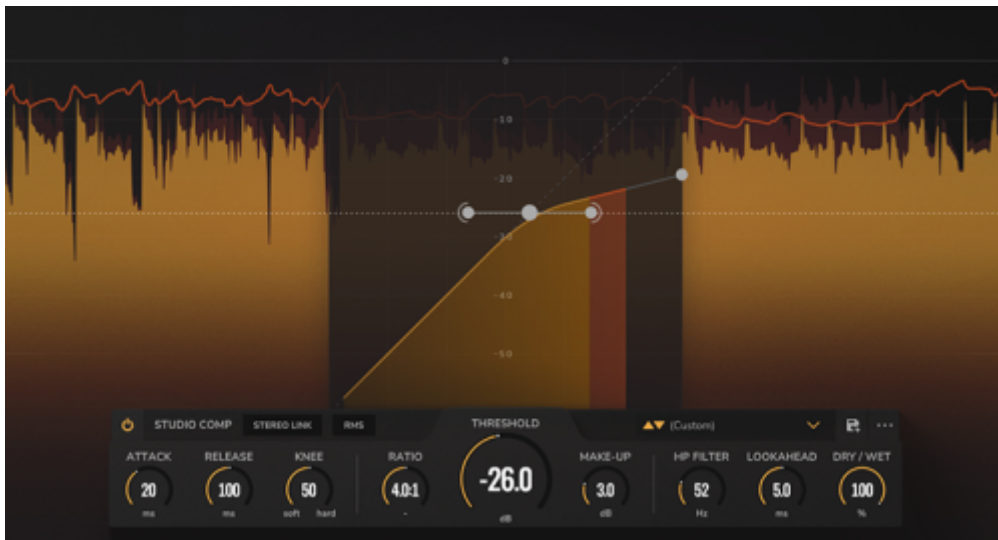 0
-10
-20
-30
-40
-50
STUDIO COMP STEREO LINK RMS THRESHOLD (Custom)
ATTACK RELEASE KNEE RATIO MAKE-UP HP FILTER LOOKAHEAD DRY / WET
20 100 50 4.0:1 -26.0 3.0 52 5.0 100
ms ms soft hard - dB dB Hz ms %